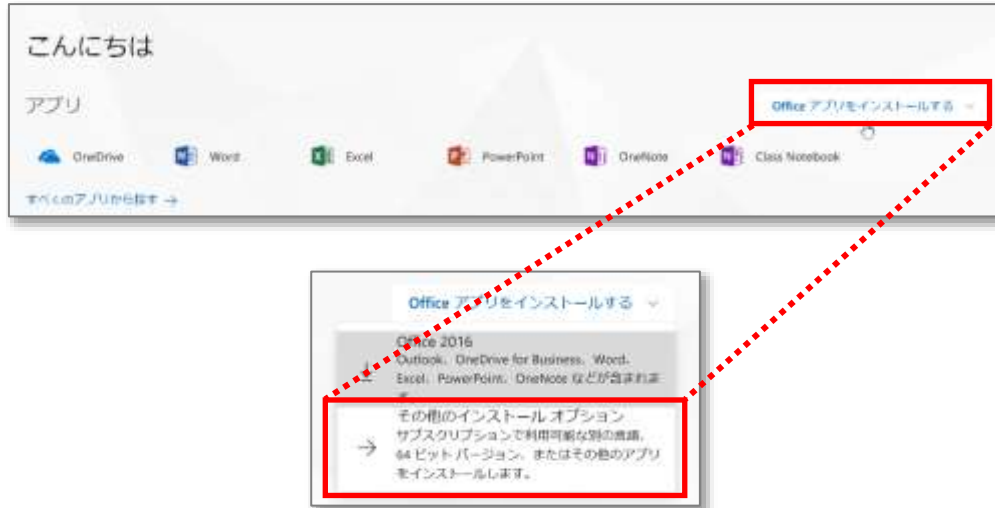 こんにちは
アプリ
Office アプリをインストールする
OneDrive Word Excel PowerPoint OneNote Class Notebook
すべてのアプリから探す →
Office アプリをインストールする
Office 2016
Outlook、OneDrive for Business、Word、
Excel、PowerPoint、OneNote などが含まれま
す
その他のインストール オプション
サブスクリプションで利用可能な別の言語、
64 ビット バージョン、またはその他のアプリ
をインストールします。